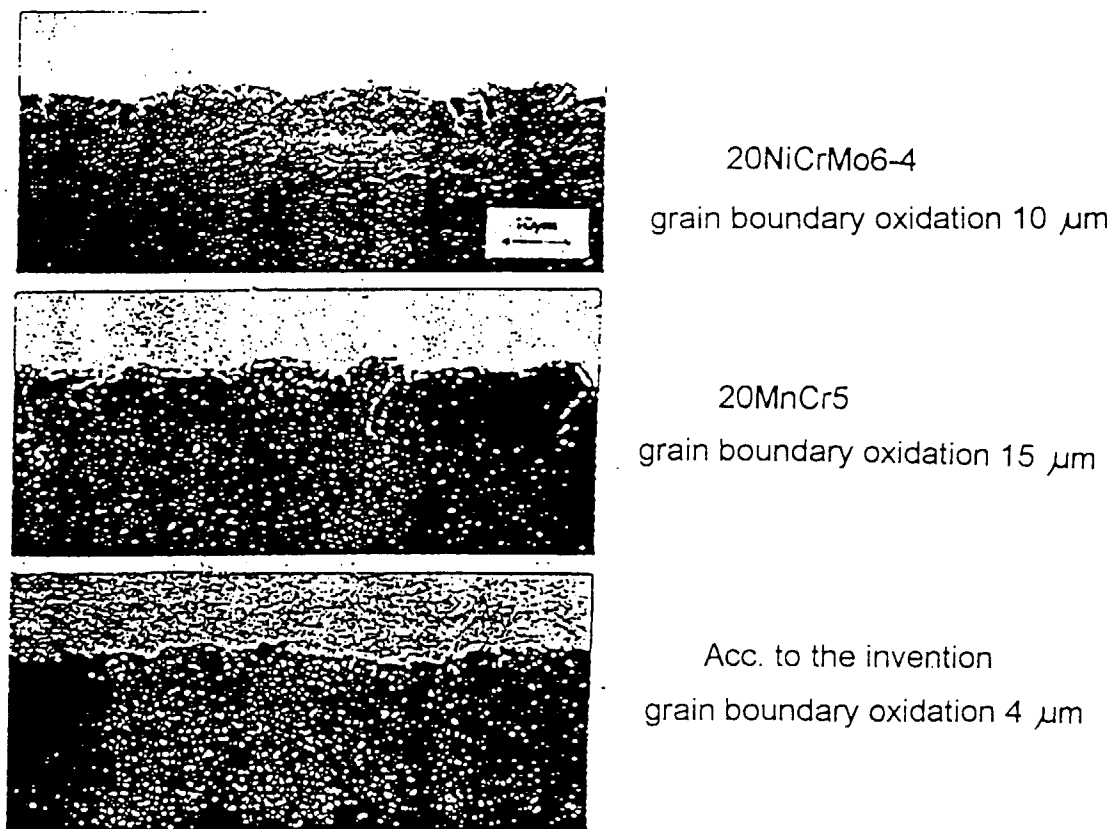 20NiCrMo6-4
grain boundary oxidation 10 μm
20MnCr5
grain boundary oxidation 15 μm
Acc. to the invention
grain boundary oxidation 4 μm